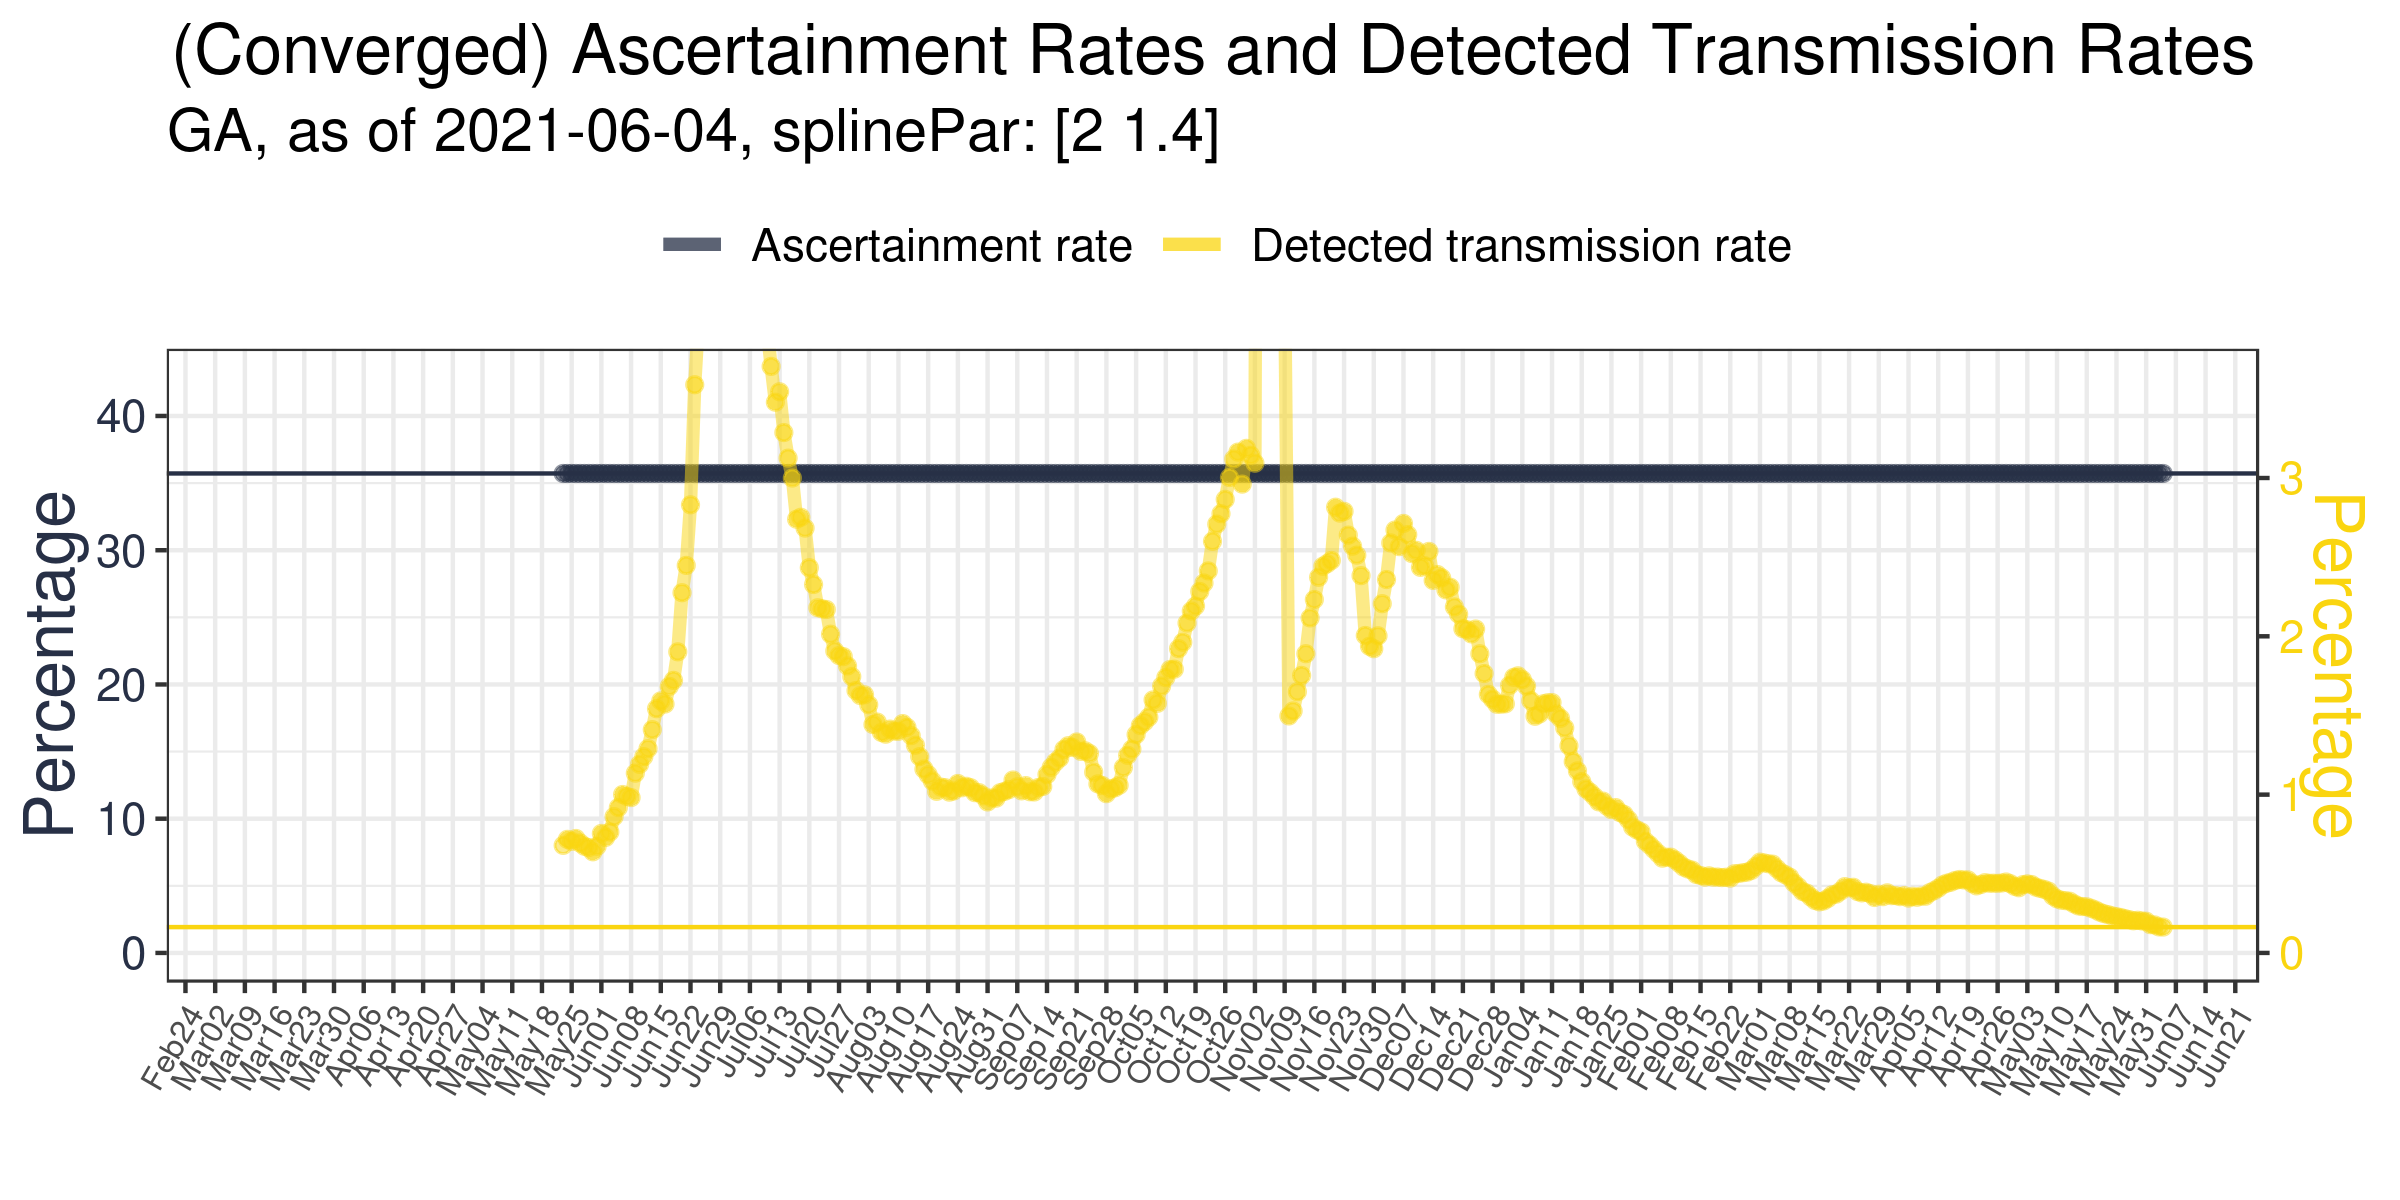 (Converged) Ascertainment Rates and Detected Transmission Rates
GA, as of 2021-06-04, splinePar: [2 1.4]
Ascertainment rate
Detected transmission rate
Percentage
40
30
20
10
0
3
2
1
0
Percentage
Feb24
Mar02
Mar09
Mar16
Mar23
Mar30
Apr06
Apr13
Apr20
Apr27
May04
May11
May18
May25
Jun01
Jun08
Jun15
Jun22
Jun29
Jul06
Jul13
Jul20
Jul27
Aug03
Aug10
Aug17
Aug24
Aug31
Sep07
Sep14
Sep21
Sep28
Oct05
Oct12
Oct19
Oct26
Nov02
Nov09
Nov16
Nov23
Nov30
Dec07
Dec14
Dec21
Dec28
Jan04
Jan11
Jan18
Jan25
Feb01
Feb08
Feb15
Feb22
Mar01
Mar08
Mar15
Mar22
Mar29
Apr05
Apr12
Apr19
Apr26
May03
May10
May17
May24
May31
Jun07
Jun14
Jun21